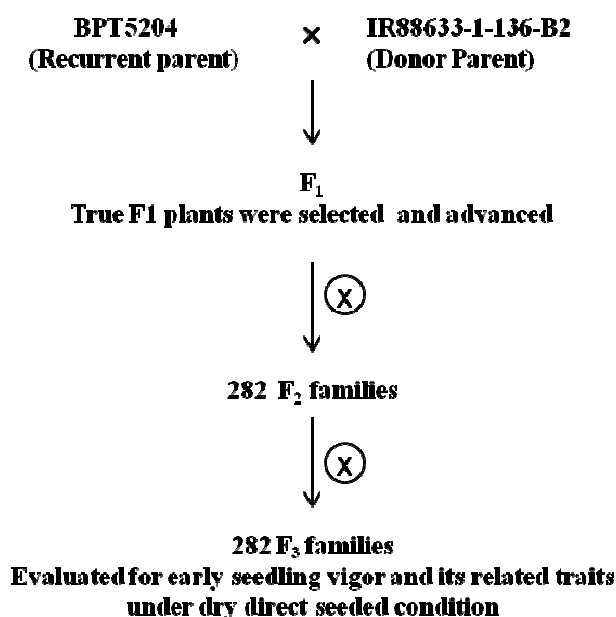 BPT5204 × IR88633-1-136-B2
(Recurrent parent) (Donor Parent)
F₁
True F1 plants were selected and advanced
X
282 F₂ families
X
282 F₃ families
Evaluated for early seedling vigor and its related traits
under dry direct seeded condition